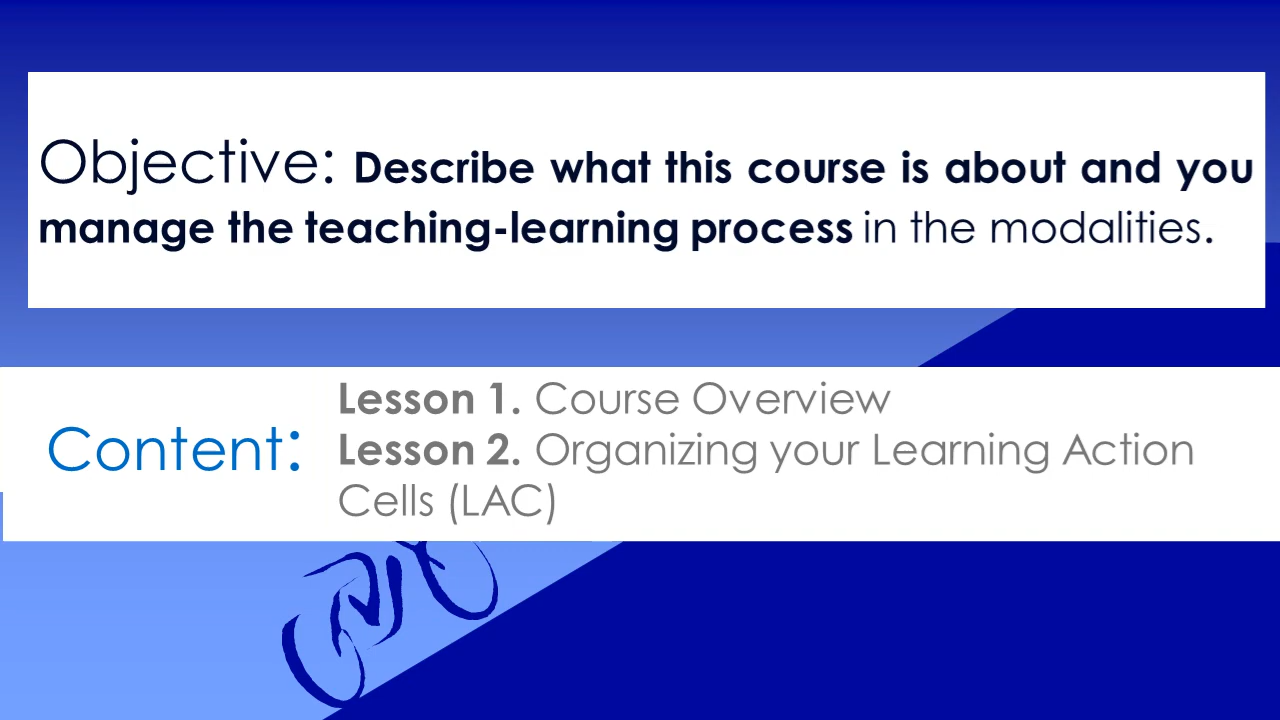 Objective: Describe what this course is about and you
manage the teaching-learning process in the modalities.
Content:
Lesson 1. Course Overview
Lesson 2. Organizing your Learning Action
Cells (LAC)